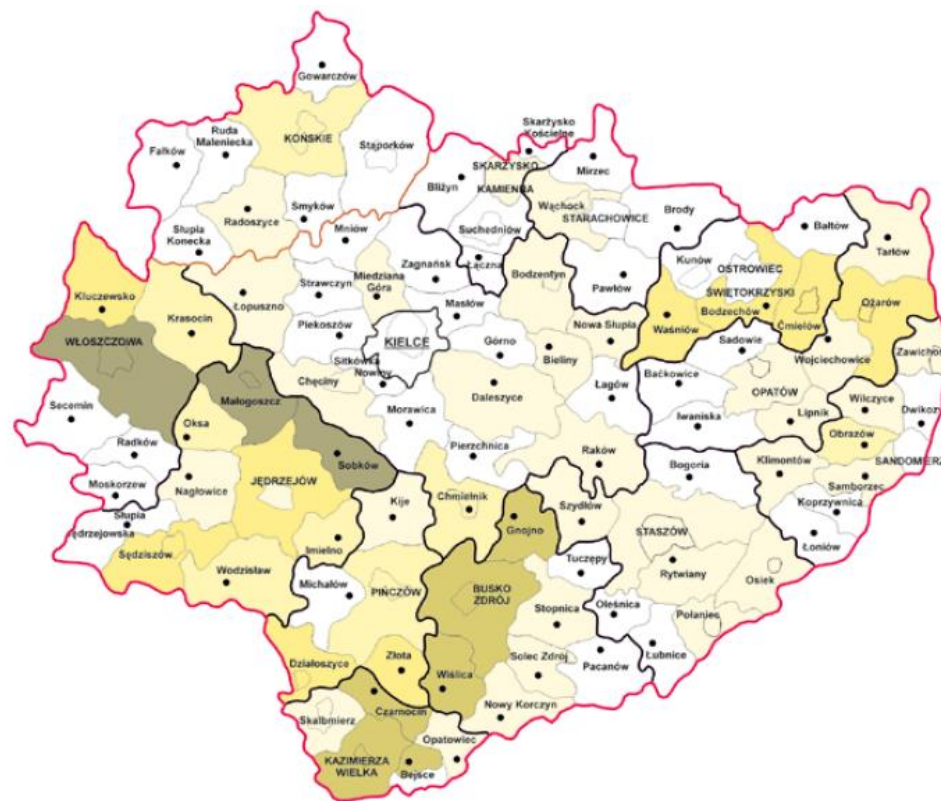 Gowarczów
Ruda
Maleniecka
KOŃSKIE
Stąporków
Fałków
Skarżysko
Kościelne
SKARŻYSKO
KAMIENNA
Mirzec
Bliżyn
Radoszyce
Smyków
Wąchock
STARACHOWICE
Brody
Bałtów
Słupia
Konecka
Mniów
Suchedniów
Łączna
Tarłów
Kunów
OSTROWIEC
ŚWIĘTOKRZYSKI
Zagnańsk
Bodzentyn
Pawłów
Kluczewsko
Krasocin
Łopuszno
Strawczyn
Miedziana
Góra
Masłów
Bodzechów
Waśniów
Ćmielów
Ożarów
Piekoszów
KIELCE
Górno
Nowa Słupia
Sadowie
Wojciechowice
Zawichost
WŁOSZCZOWA
Sitkówka
Nowiny
Bieliny
Baćkowice
OPATÓW
Chęciny
Daleszyce
Łagów
Małogoszcz
Morawica
Iwaniska
Lipnik
Wilczyce
Dwikozy
Secemin
Oksa
Obrazów
Radków
Pierzchnica
Raków
Bogoria
Klimontów
SANDOMIERZ
Sobków
Moskorzew
Nagłowice
JĘDRZEJÓW
Samborzec
Kije
Chmielnik
Koprzywnica
Słupia
Jędrzejowska
Gnojno
Szydłów
STASZÓW
Łoniów
Sędziszów
Imielno
Tuczępy
Wodzisław
Rytwiany
Osiek
Michałów
PIŃCZÓW
BUSKO
ZDRÓJ
Stopnica
Oleśnica
Połaniec
Działoszyce
Złota
Solec Zdrój
Pacanów
Łubnice
Wiślica
Skalbmierz
Czarnocin
Nowy Korczyn
Opatowiec
KAZIMIERZA
WIELKA
Bejsce